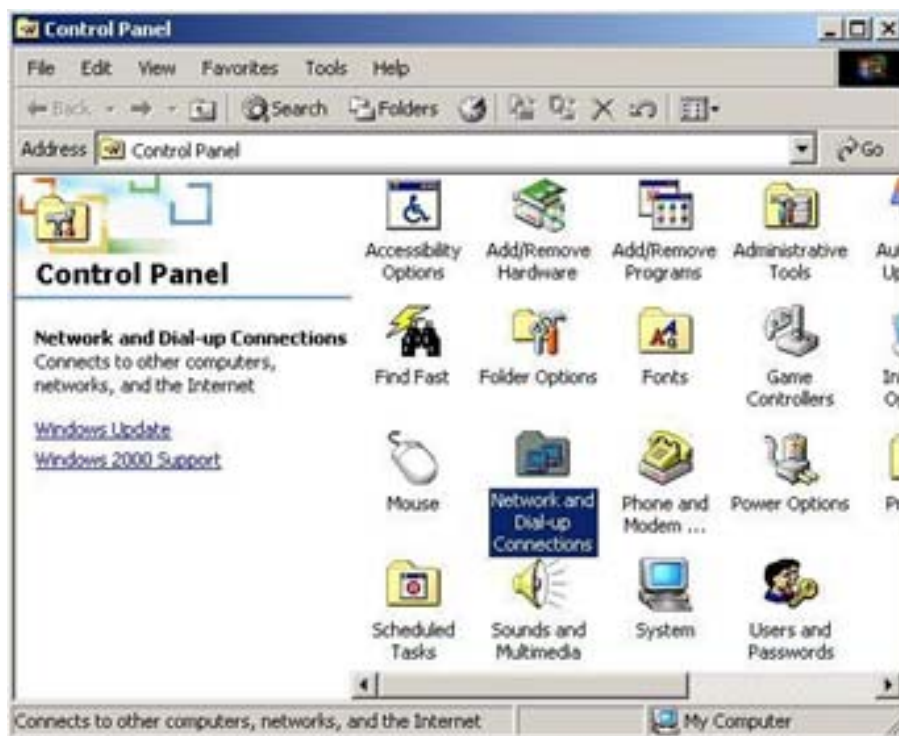 Control Panel
File Edit View Favorites Tools Help
Back Search Folders
Address Control Panel Go
Control Panel
Network and Dial-up Connections
Connects to other computers,
networks, and the Internet
Windows Update
Windows 2000 Support
Accessibility
Options
Add/Remove
Hardware
Add/Remove
Programs
Administrative
Tools
Find Fast
Folder Options
Fonts
Game
Controllers
Mouse
Network and
Dial-up
Connections
Phone and
Modem ...
Power Options
Scheduled
Tasks
Sounds and
Multimedia
System
Users and
Passwords
Connects to other computers, networks, and the Internet My Computer